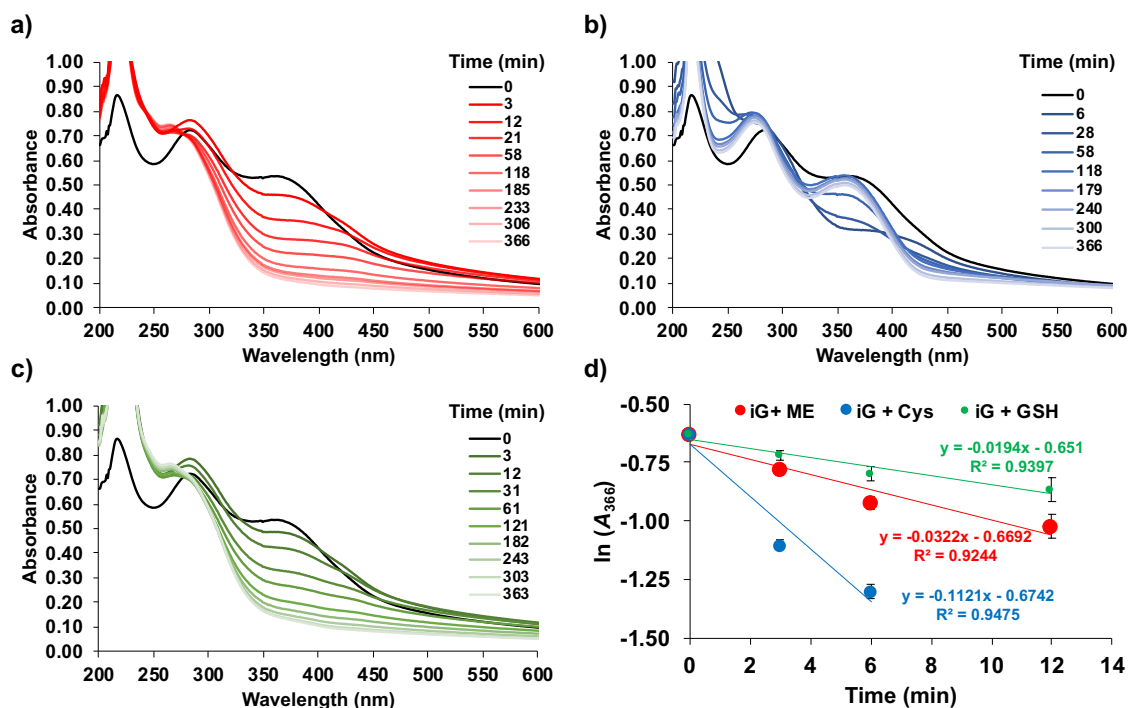 a)
Time (min)
0
3
12
21
58
118
185
233
306
366
Absorbance
1.00
0.90
0.80
0.70
0.60
0.50
0.40
0.30
0.20
0.10
0.00
200 250 300 350 400 450 500 550 600
Wavelength (nm)
b)
Time (min)
0
6
28
58
118
179
240
300
366
Absorbance
1.00
0.90
0.80
0.70
0.60
0.50
0.40
0.30
0.20
0.10
0.00
200 250 300 350 400 450 500 550 600
Wavelength (nm)
c)
Time (min)
0
3
12
31
61
121
182
243
303
363
Absorbance
1.00
0.90
0.80
0.70
0.60
0.50
0.40
0.30
0.20
0.10
0.00
200 250 300 350 400 450 500 550 600
Wavelength (nm)
d)
iG+ ME iG + Cys iG + GSH
y = -0.0194x - 0.651
R² = 0.9397
y = -0.0322x - 0.6692
R² = 0.9244
y = -0.1121x - 0.6742
R² = 0.9475
ln (A366)
-0.50
-0.75
-1.00
-1.25
-1.50
0 2 4 6 8 10 12 14
Time (min)